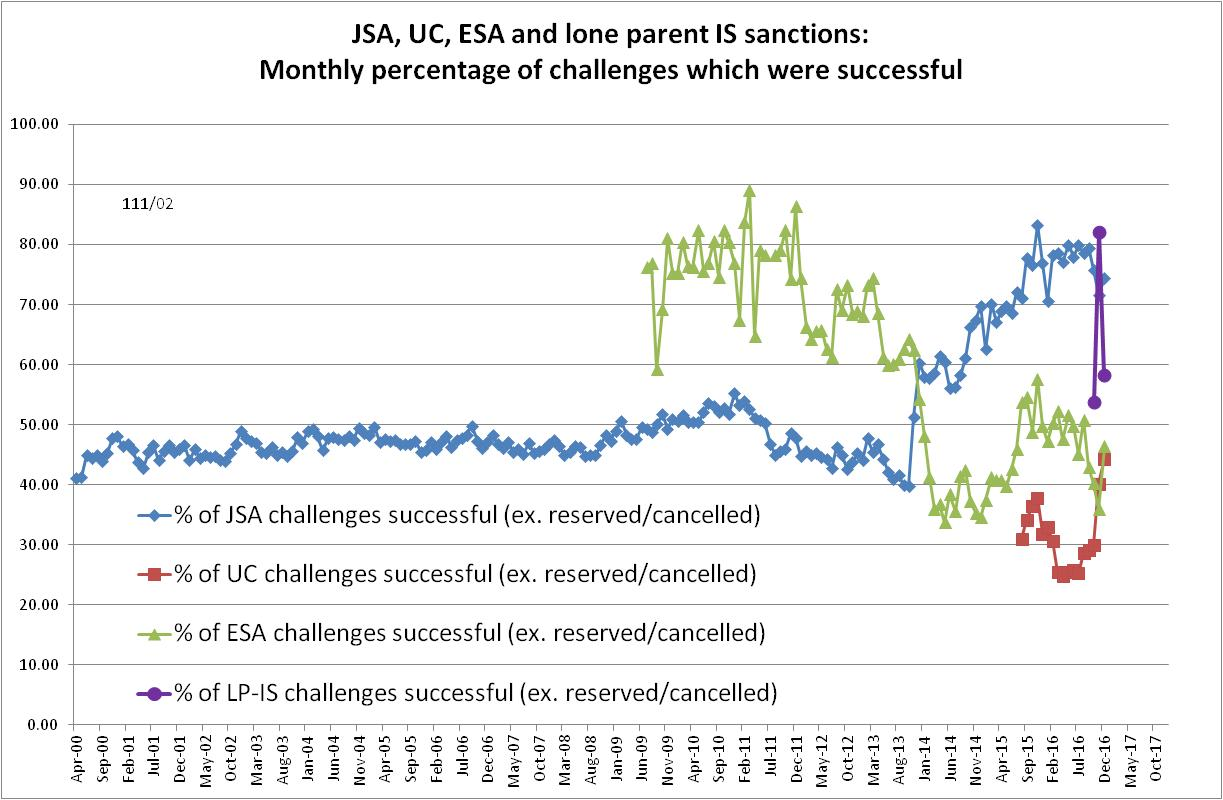 JSA, UC, ESA and lone parent IS sanctions:
Monthly percentage of challenges which were successful
100.00
90.00
80.00
70.00
60.00
50.00
40.00
30.00
20.00
10.00
0.00
111/02
% of JSA challenges successful (ex. reserved/cancelled)
% of UC challenges successful (ex. reserved/cancelled)
% of ESA challenges successful (ex. reserved/cancelled)
% of LP-IS challenges successful (ex. reserved/cancelled)
Apr-00
Sep-00
Feb-01
Jul-01
Dec-01
May-02
Oct-02
Mar-03
Aug-03
Jan-04
Jun-04
Nov-04
Apr-05
Sep-05
Feb-06
Jul-06
Dec-06
May-07
Oct-07
Mar-08
Aug-08
Jan-09
Jun-09
Nov-09
Apr-10
Sep-10
Feb-11
Jul-11
Dec-11
May-12
Oct-12
Mar-13
Aug-13
Jan-14
Jun-14
Nov-14
Apr-15
Sep-15
Feb-16
Jul-16
Dec-16
May-17
Oct-17